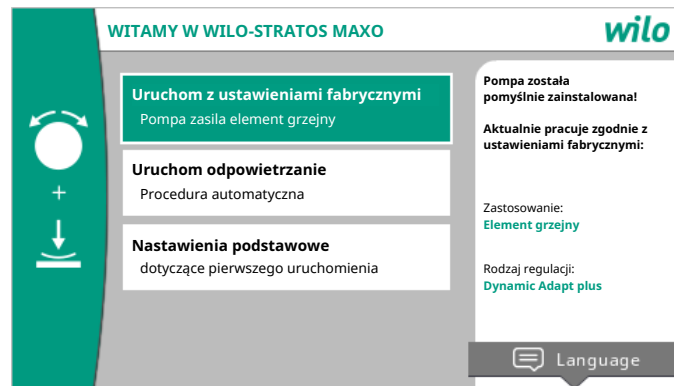 WITAMY W WILO-STRATOS MAXO
wilo
Uruchom z ustawieniami fabrycznymi
Pompa zasila element grzejny
Uruchom odpowietrzanie
Procedura automatyczna
Nastawienia podstawowe
dotyczące pierwszego uruchomienia
+
Pompa została
pomyślnie zainstalowana!
Aktualnie pracuje zgodnie z
ustawieniami fabrycznymi:
Zastosowanie:
Element grzejny
Rodzaj regulacji:
Dynamic Adapt plus
Language